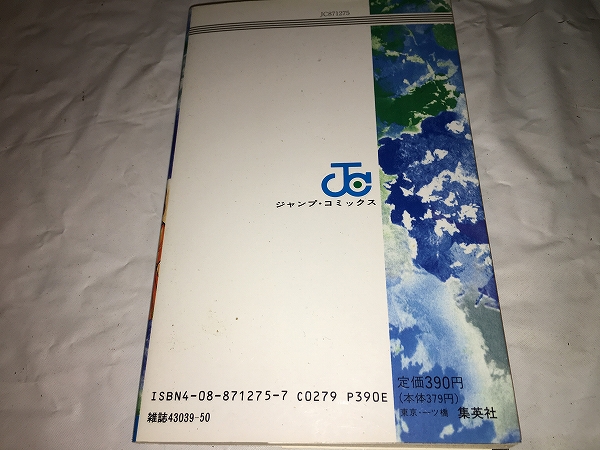 JC871275
ジャンプ・コミックス
ISBN4-08-871275-7 C0279 P390E
雑誌43039-50
定価390円
(本体379円)
東京・一ツ橋 集英社